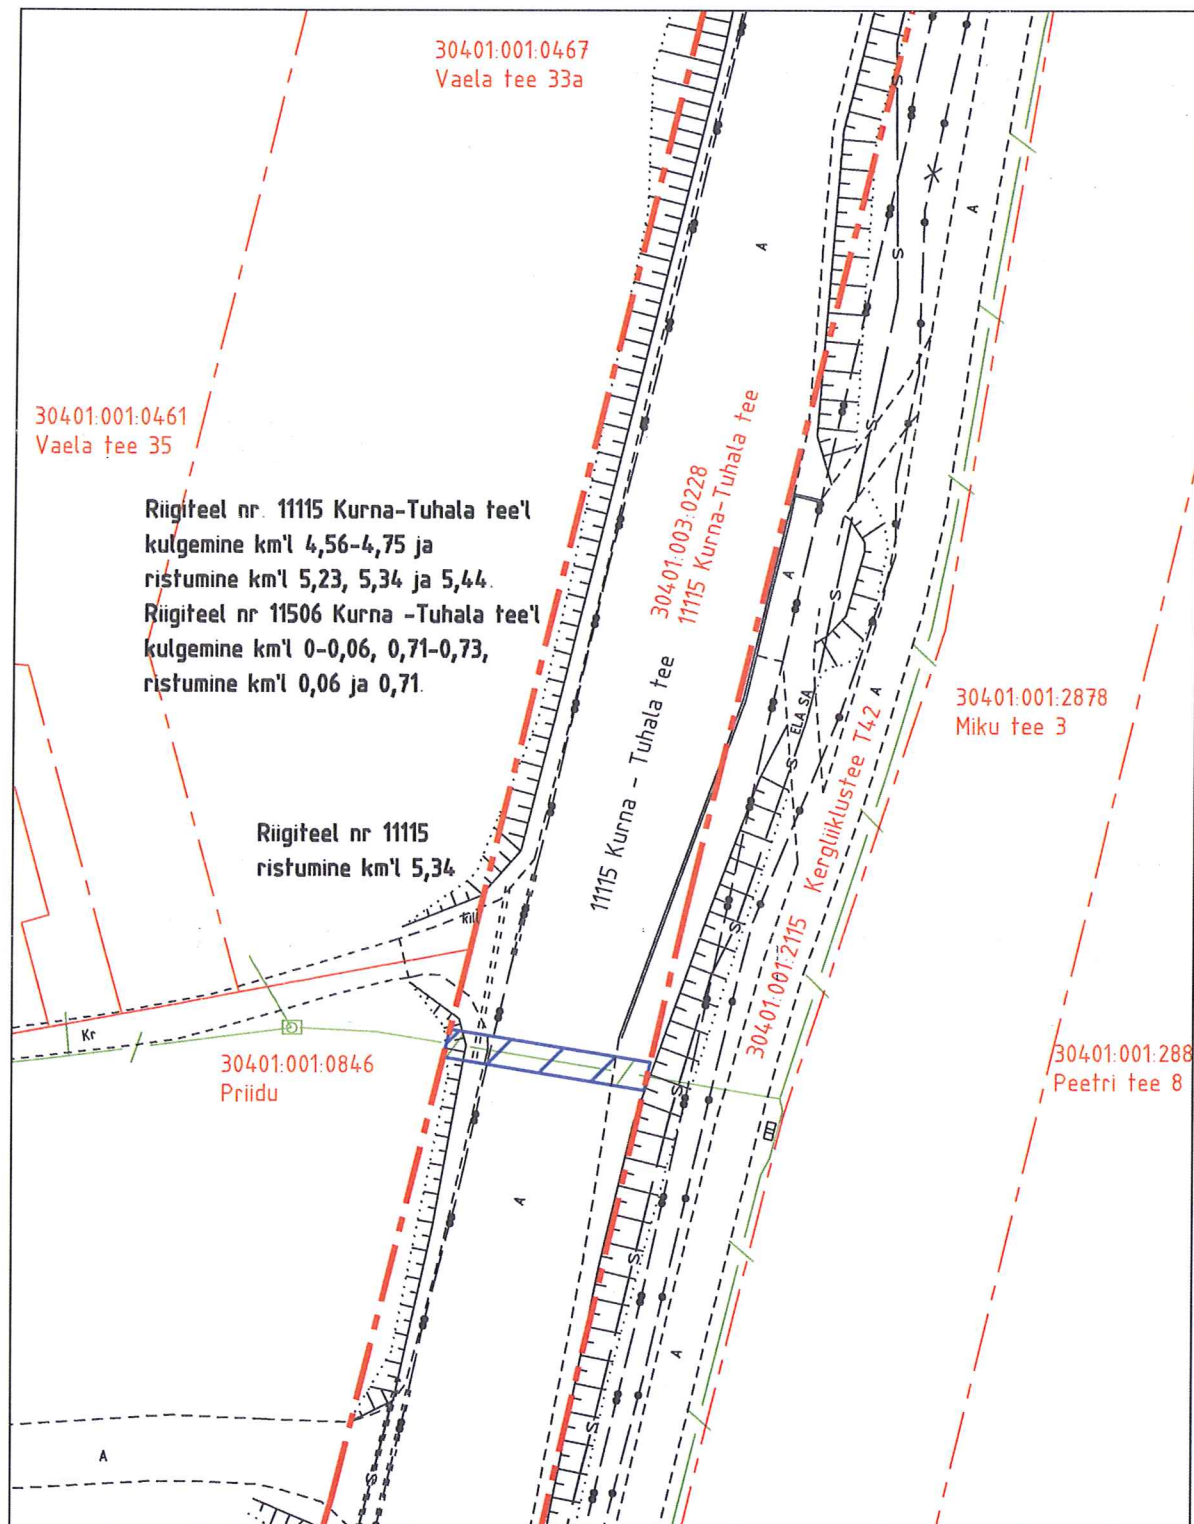 30401:001:0467
Vaela tee 33a
A
A
S
S
30401:001:0461
Vaela tee 35
30401:003:0228
11115 Kurna-Tuhala tee
S
Riigiteel nr. 11115 Kurna-Tuhala tee'l
kulgemine km'l 4,56-4,75 ja
ristumine km'l 5,23, 5,34 ja 5,44.
Riigiteel nr 11506 Kurna -Tuhala tee'l
kulgemine km'l 0-0,06, 0,71-0,73,
ristumine km'l 0,06 ja 0,71.
A
S
11115 Kurna - Tuhala tee
ELA SA
S
A
30401:001:2878
Miku tee 3
30401:001:2115 Kergliiklustee T42
Riigiteel nr 11115
ristumine km'l 5,34
kill
S
Kr
30401:001:0846
Priidu
30401:001:288
Peetri tee 8
S
A
S
A
S
A
S